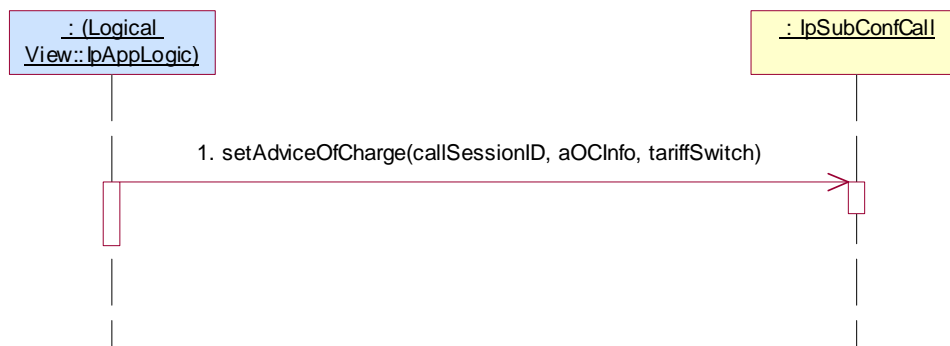 : (Logical
View::IpAppLogic)
: IpSubConfCall
1. setAdviceOfCharge(callSessionID, aOCInfo, tariffSwitch)